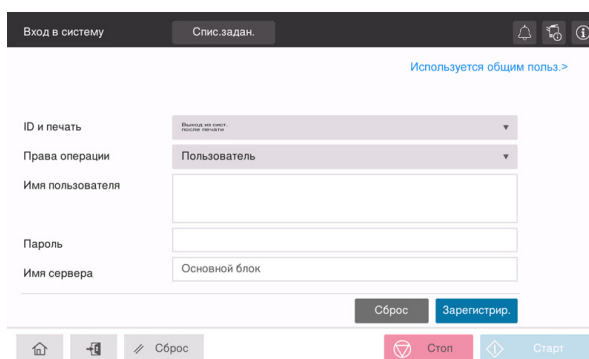 Вход в систему
Спис.задан.
Используется общим польз.>
ID и печать
Выход из сист.
после печати
Права операции
Пользователь
Имя пользователя
Пароль
Имя сервера
Основной блок
Сброс
Зарегистрир.
Сброс
Стоп
Старт